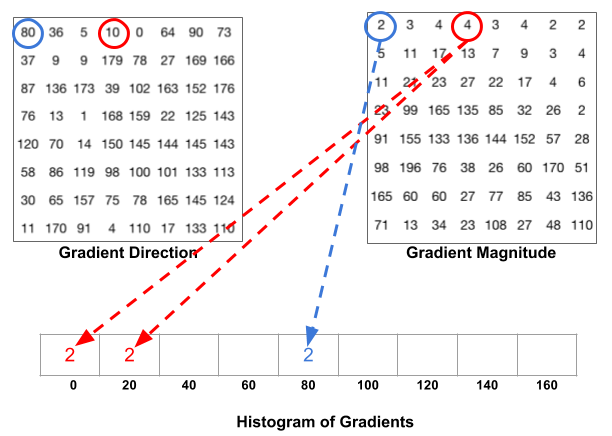 80 36 5 10 0 64 90 73
37 9 9 179 78 27 169 166
87 136 173 39 102 163 152 176
76 13 1 168 159 22 125 143
120 70 14 150 145 144 145 143
58 86 119 98 100 101 133 113
30 65 157 75 78 165 145 124
11 170 91 4 110 17 133 110
Gradient Direction
2 3 4 4 3 4 2 2
5 11 17 13 7 9 3 4
11 21 23 27 22 17 4 6
23 99 165 135 85 32 26 2
91 155 133 136 144 152 57 28
98 196 76 38 26 60 170 51
165 60 60 27 77 85 43 136
71 13 34 23 108 27 48 110
Gradient Magnitude
2 2 2
0 20 40 60 80 100 120 140 160
Histogram of Gradients